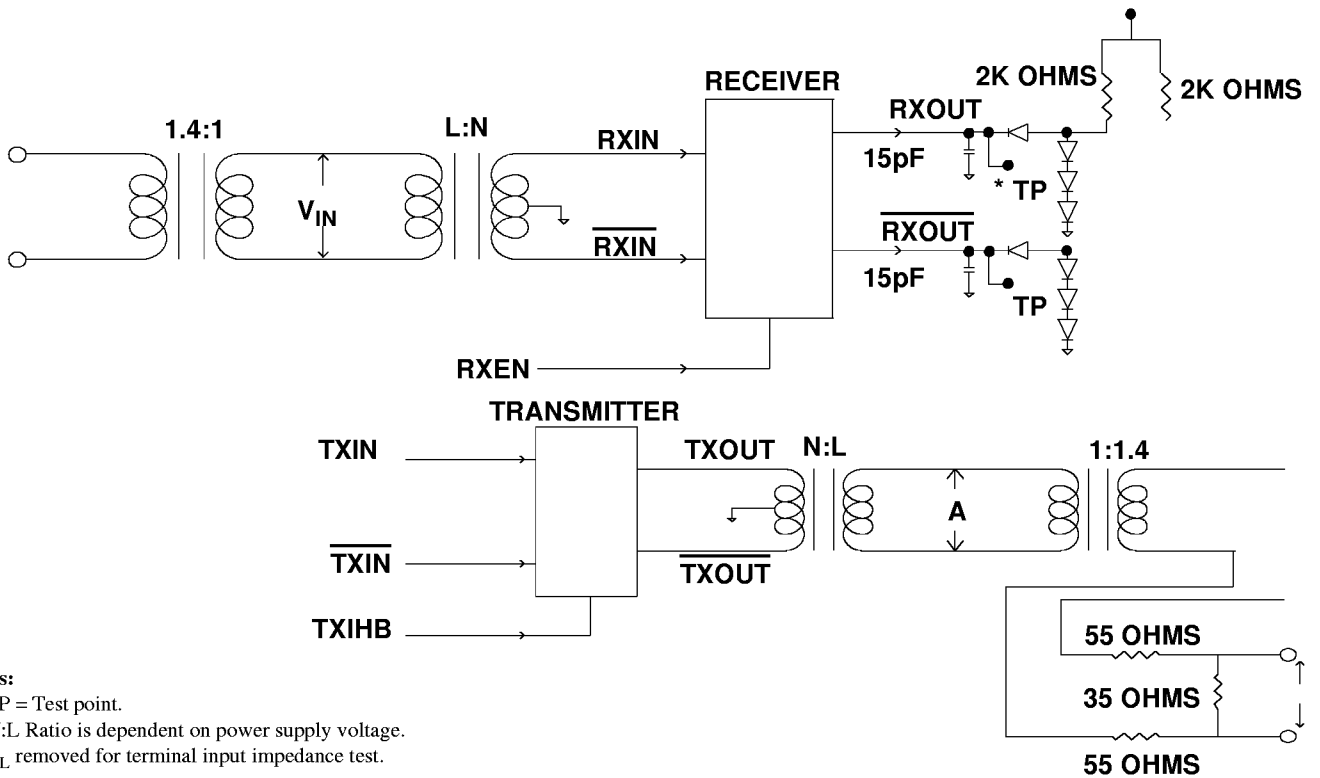 RECEIVER
2K OHMS
2K OHMS
1.4:1
L:N
RXIN
RXOUT
15pF
* TP
VIN
RXIN
RXOUT
15pF
TP
RXEN
TRANSMITTER
TXIN
TXOUT
N:L
1:1.4
A
TXIN
TXOUT
TXIHB
55 OHMS
35 OHMS
55 OHMS
s:
P = Test point.
:L Ratio is dependent on power supply voltage.
L removed for terminal input impedance test.